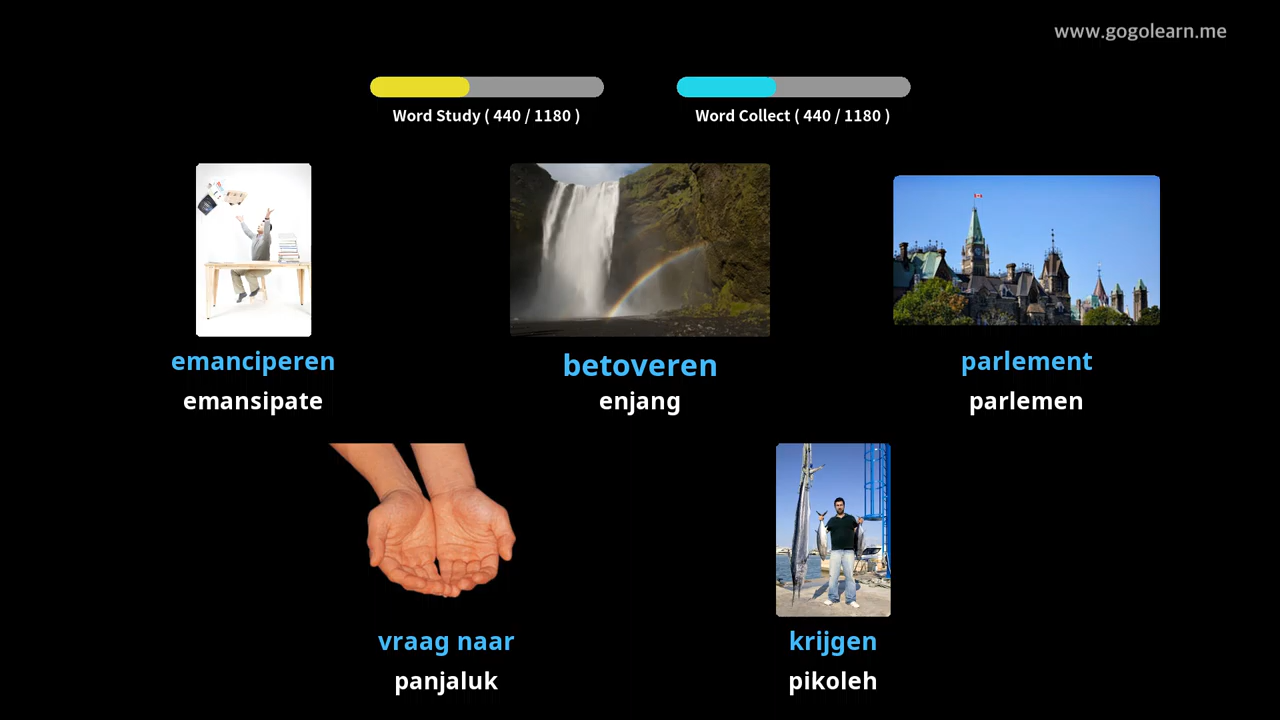 www.gogolearn.me
Word Study ( 440 / 1180 )
Word Collect ( 440 / 1180 )
emanciperen
emansipate
betoveren
enjang
parlement
parlemen
vraag naar
panjaluk
krijgen
pikoleh